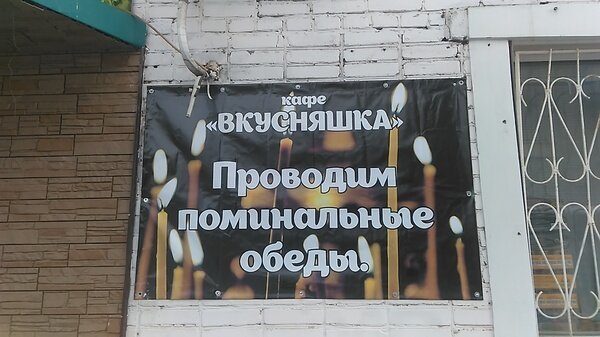 кафе
«ВКУСНЯШКА»
Проводим
поминальные
обеды.